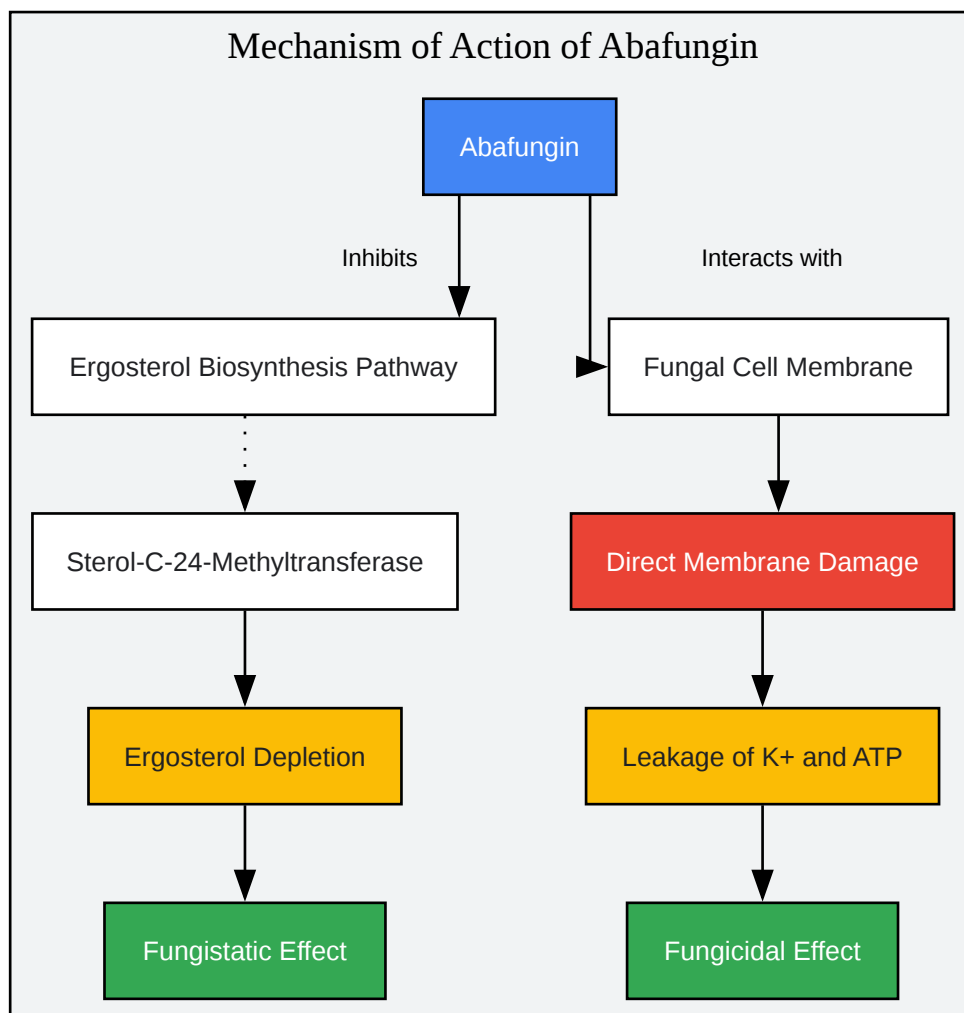 Mechanism of Action of Abafungin
Abafungin
Inhibits
Interacts with
Ergosterol Biosynthesis Pathway
Fungal Cell Membrane
Sterol-C-24-Methyltransferase
Direct Membrane Damage
Ergosterol Depletion
Leakage of K+ and ATP
Fungistatic Effect
Fungicidal Effect